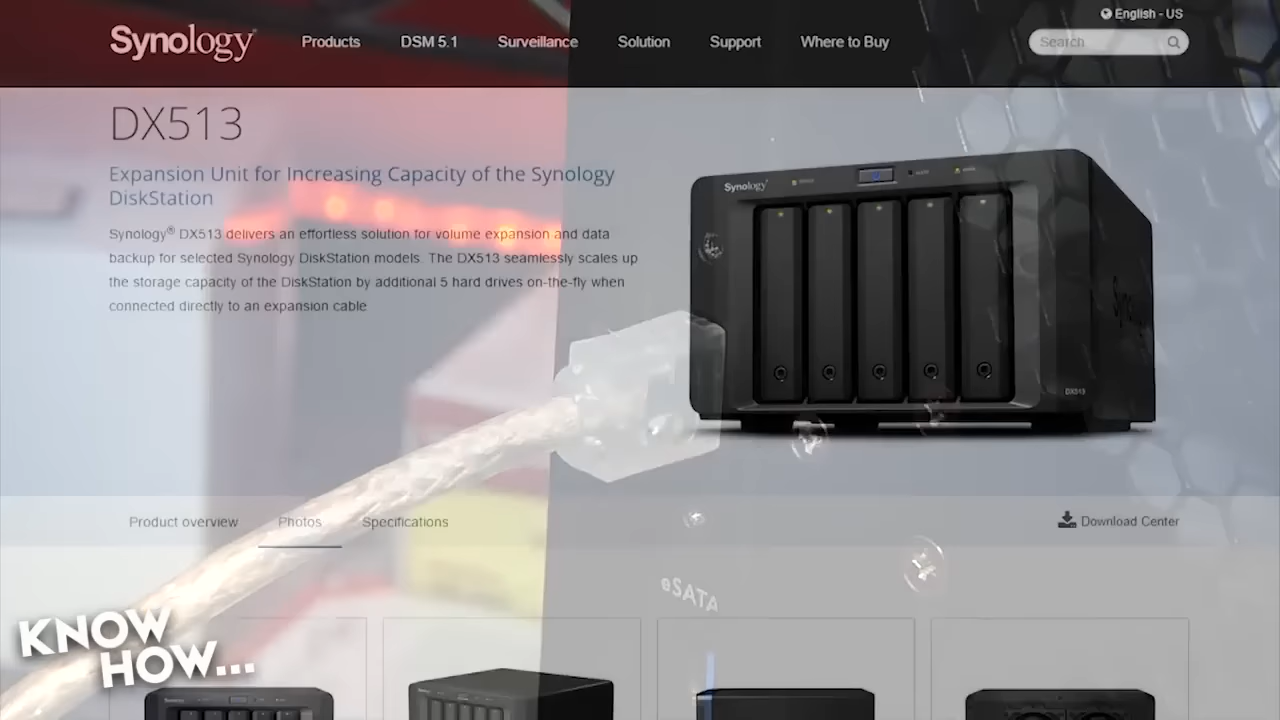 English - US
Synology
Products
DSM 5.1
Surveillance
Solution
Support
Where to Buy
Search
DX513
Expansion Unit for Increasing Capacity of the Synology
DiskStation
Synology® DX513 delivers an effortless solution for volume expansion and data
backup for selected Synology DiskStation models. The DX513 seamlessly scales up
the storage capacity of the DiskStation by additional 5 hard drives on-the-fly when
connected directly to an expansion cable
Synology
DX513
Product overview
Photos
Specifications
Download Center
eSATA
KNOW
HOW...